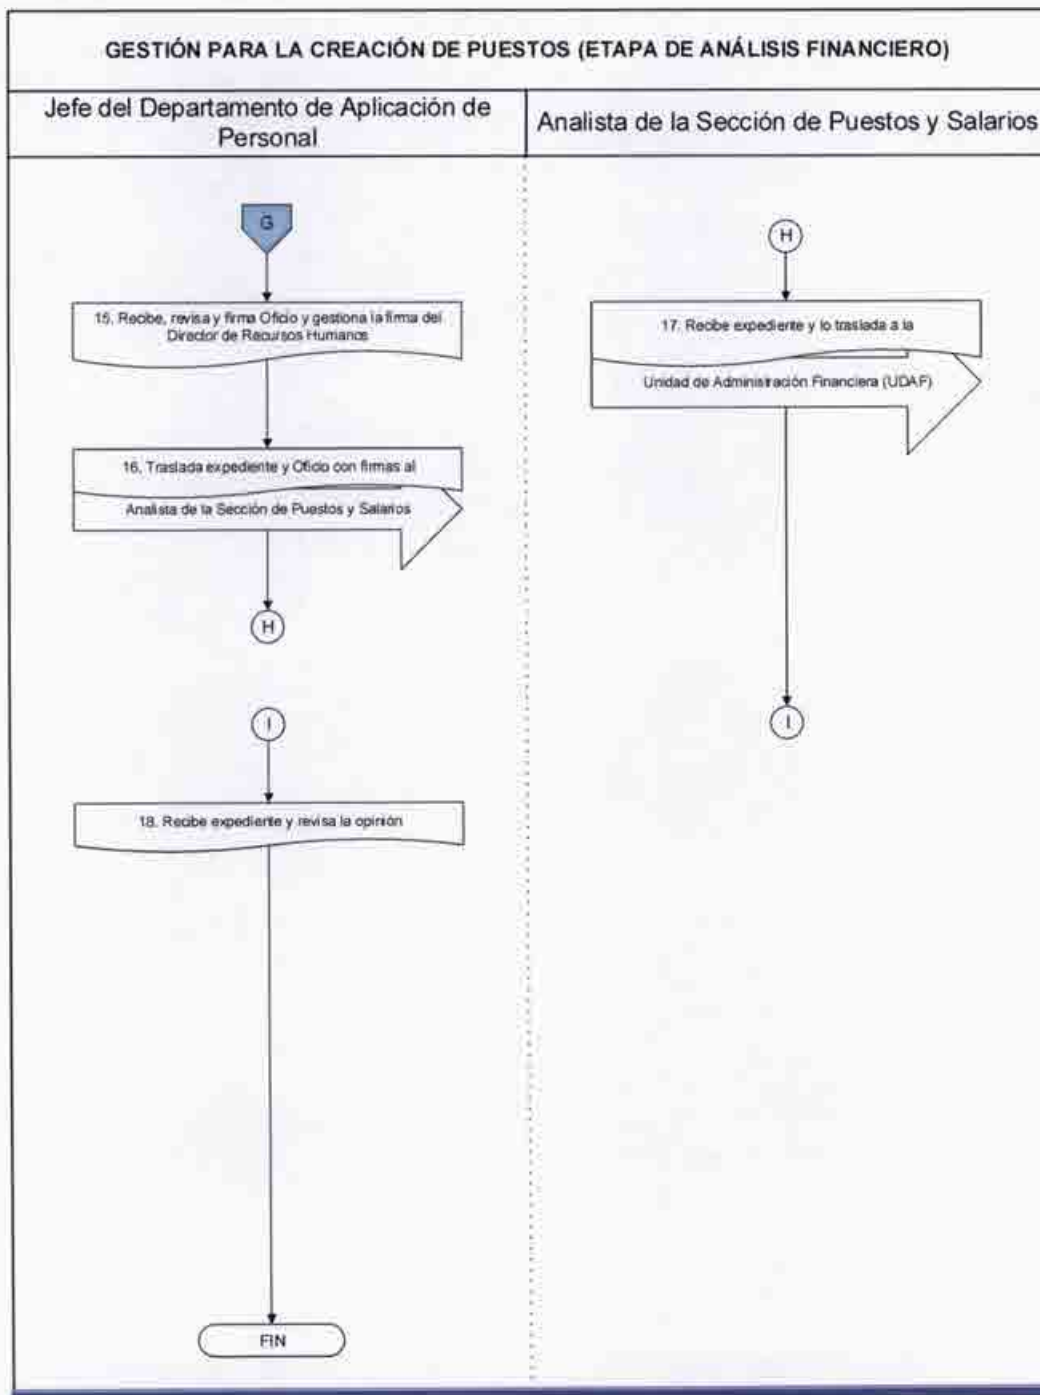 GESTIÓN PARA LA CREACIÓN DE PUESTOS (ETAPA DE ANÁLISIS FINANCIERO)
Jefe del Departamento de Aplicación de
Personal
Analista de la Sección de Puestos y Salarios
G
15. Recibe, revisa y firma Oficio y gestiona la firma del
Director de Recursos Humanos
16. Traslada expediente y Oficio con firmas al
Analista de la Sección de Puestos y Salarios
H
I
18. Recibe expediente y revisa la opinión
FIN
H
17. Recibe expediente y lo traslada a la
Unidad de Administración Financiera (UDAF)
I